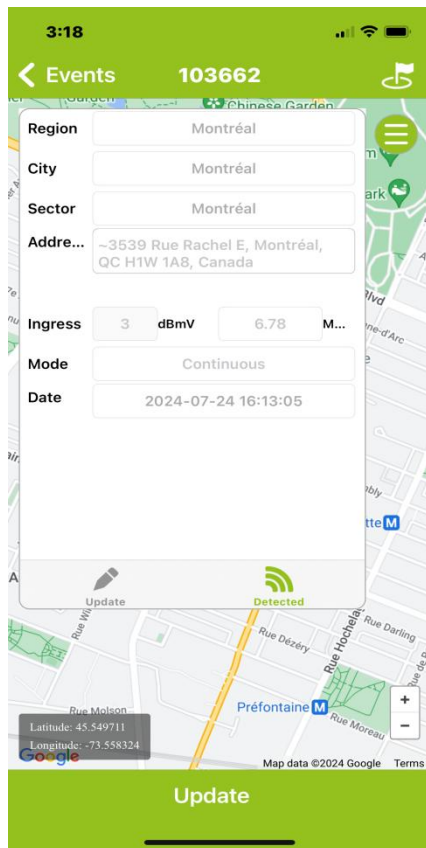 3:18
Events
103662
Chinese Garden
Region
Montréal
City
Montréal
Sector
Montréal
Addre...
~3539 Rue Rachel E, Montréal,
QC H1W 1A8, Canada
Ingress
3
dBmV
6.78
M...
Mode
Continuous
Date
2024-07-24 16:13:05
Update
Detected
Rue Dézéry
Rue Darling
Rue Molson
Préfontaine
M
Rue Moreau
+
−
Latitude: 45.549711
Longitude: -73.558324
Google
Map data ©2024 Google
Terms
Update